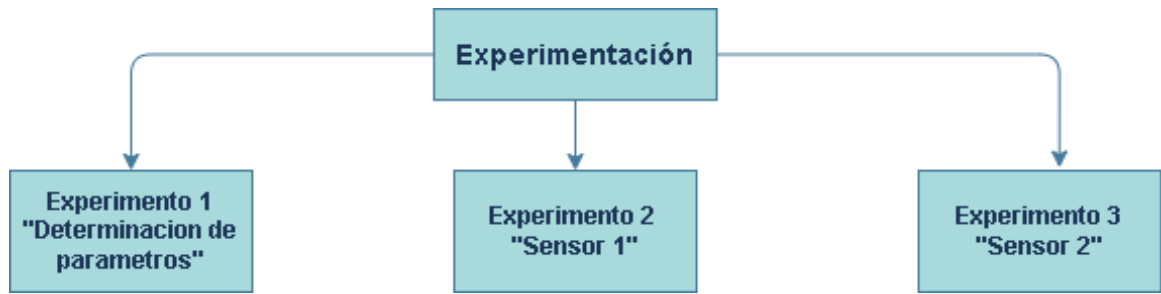 Experimentación
Experimento 1
"Determinacion de
parametros"
Experimento 2
"Sensor 1"
Experimento 3
"Sensor 2"